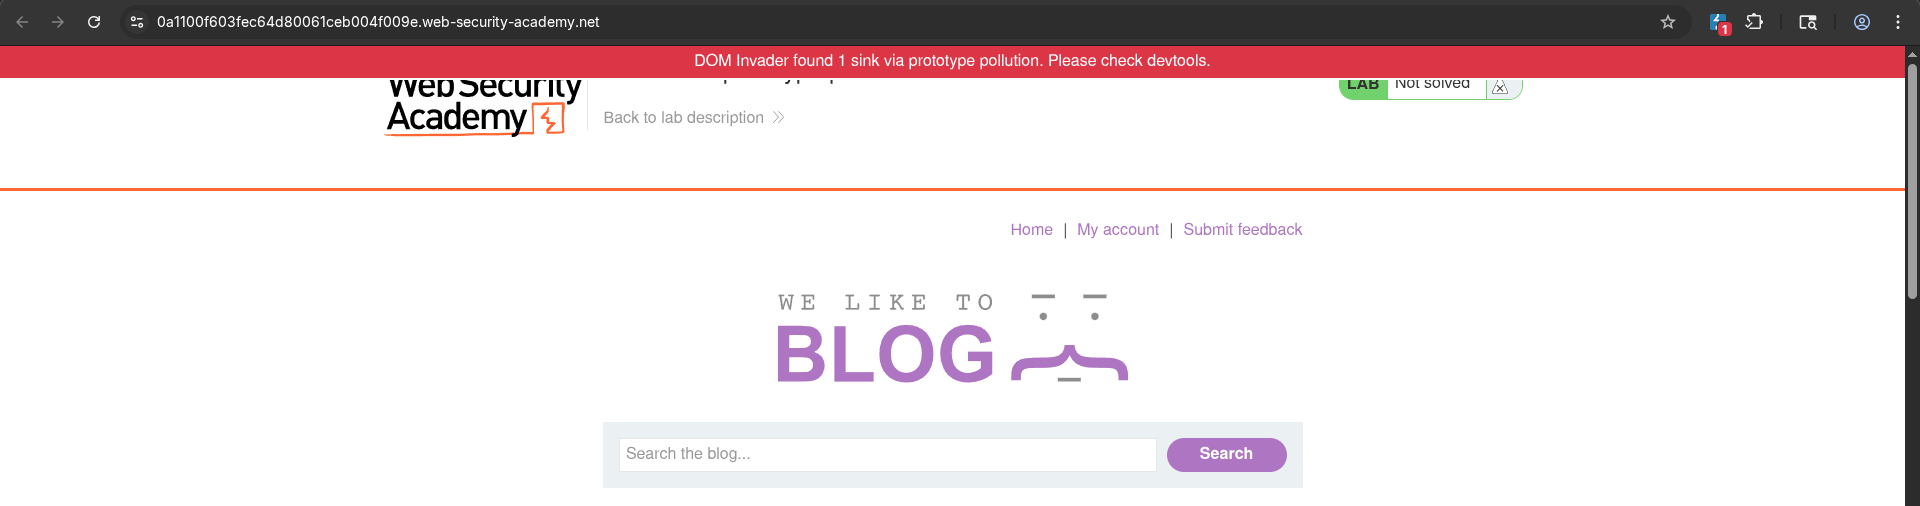 0a1100f603fec64d80061ceb004f009e.web-security-academy.net
1
DOM Invader found 1 sink via prototype pollution. Please check devtools.
Web Security
Academy
Back to lab description
LAB
Not solved
Home | My account | Submit feedback
WE LIKE TO
BLOG
Search the blog...
Search